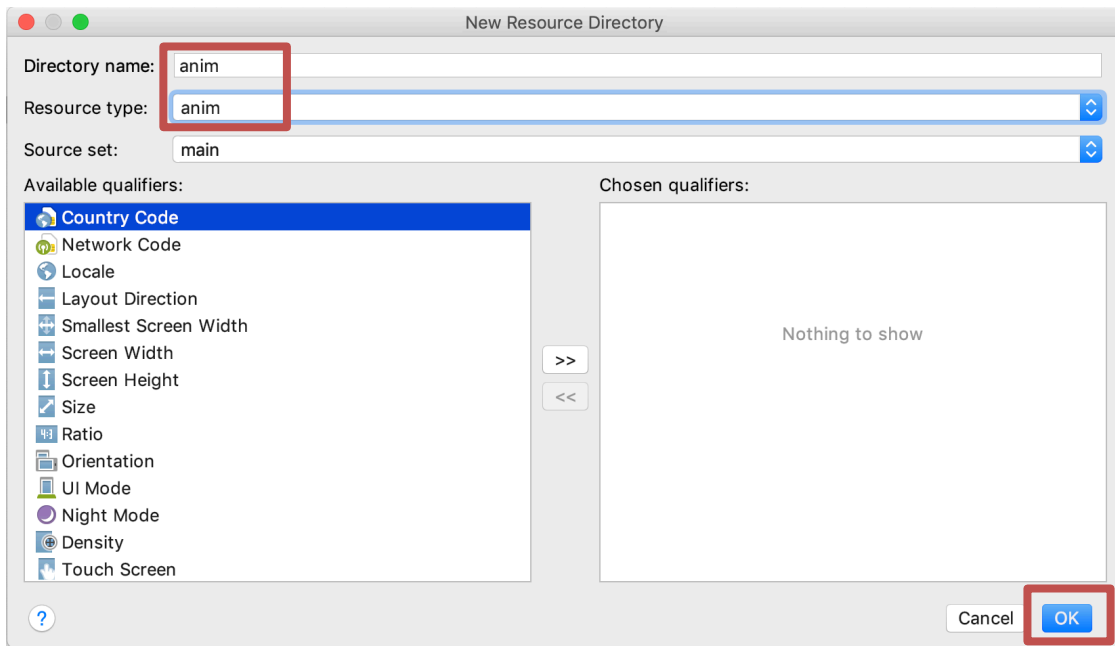 New Resource Directory
Directory name: anim
Resource type: anim
Source set: main
Available qualifiers:
Chosen qualifiers:
Country Code
Network Code
Locale
Layout Direction
Smallest Screen Width
Screen Width
Screen Height
Size
4:3 Ratio
Orientation
UI Mode
Night Mode
Density
Touch Screen
>>
<<
Nothing to show
?
Cancel
OK